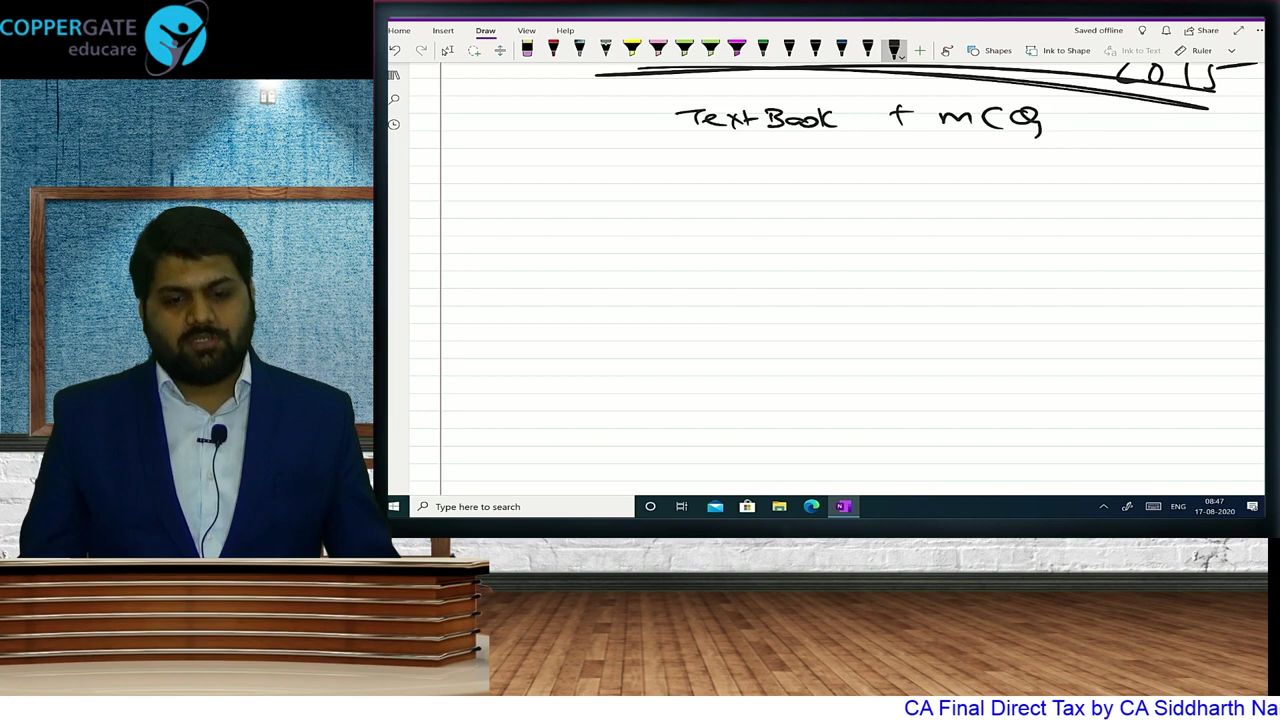 COPPERGATE
educare
Home Insert Draw View Help
Saved offline
Share
Shapes
Ink to Shape
Ink to Text
Ruler
2015
TextBook + mCQ
Type here to search
ENG
08:47
17-08-2020
CA Final Direct Tax by CA Siddharth Na